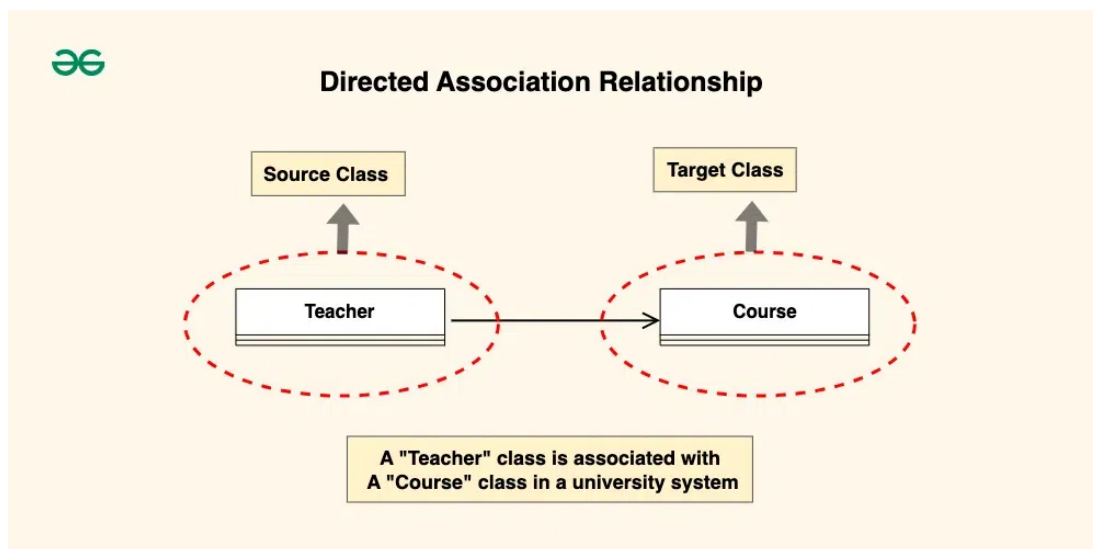 Directed Association Relationship
Source Class
Target Class
Teacher
Course
A "Teacher" class is associated with
A "Course" class in a university system